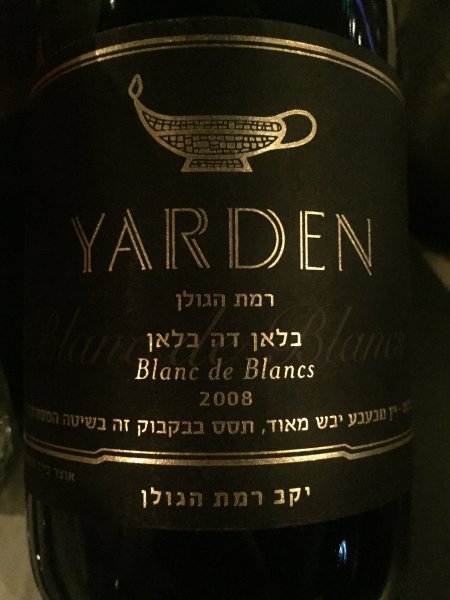 YARDEN
רמת הגולן
בלאן דה בלאן
Blanc de Blancs
2008
יין מבעבע יבש מאוד, תסס בבקבוק זה בשיטה
יקב רמת הגולן